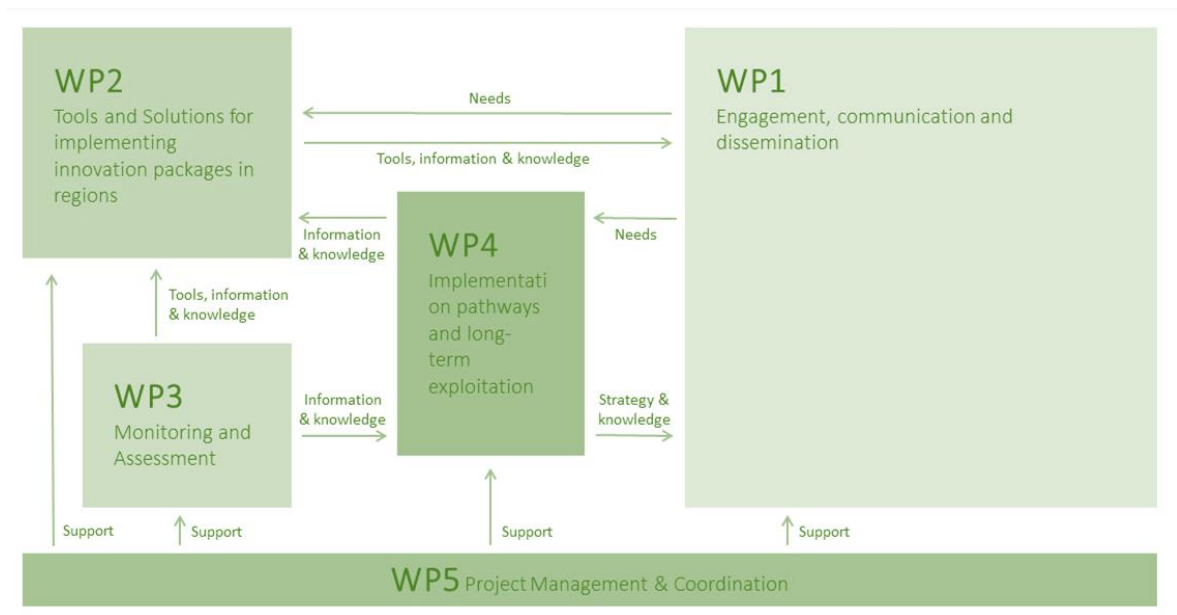 WP2
Tools and Solutions for
implementing
innovation packages in
regions
WP1
Engagement, communication and
dissemination
Needs
Tools, information & knowledge
Information
& knowledge
WP4
Implementati
on pathways
and long-
term
exploitation
Needs
Tools, information
& knowledge
WP3
Monitoring and
Assessment
Information
& knowledge
Strategy &
knowledge
Support
Support
Support
Support
WP5 Project Management & Coordination